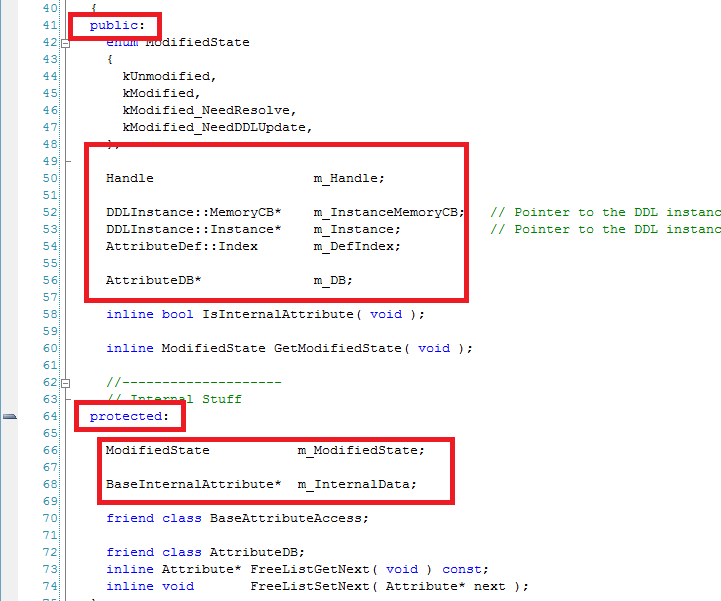 40 {
41 public:
42 enum ModifiedState
43 {
44 kUnmodified,
45 kModified,
46 kModified_NeedResolve,
47 kModified_NeedDDLUpdate,
48 };
49
50 Handle m_Handle;
51
52 DDLInstance::MemoryCB* m_InstanceMemoryCB; // Pointer to the DDL instanc
53 DDLInstance::Instance* m_Instance; // Pointer to the DDL instanc
54 AttributeDef::Index m_DefIndex;
55
56 AttributeDB* m_DB;
57
58 inline bool IsInternalAttribute( void );
59
60 inline ModifiedState GetModifiedState( void );
61
62 //--------------------
63 // Internal Stuff
64 protected:
65
66 ModifiedState m_ModifiedState;
67
68 BaseInternalAttribute* m_InternalData;
69
70 friend class BaseAttributeAccess;
71
72 friend class AttributeDB;
73 inline Attribute* FreeListGetNext( void ) const;
74 inline void FreeListSetNext( Attribute* next );